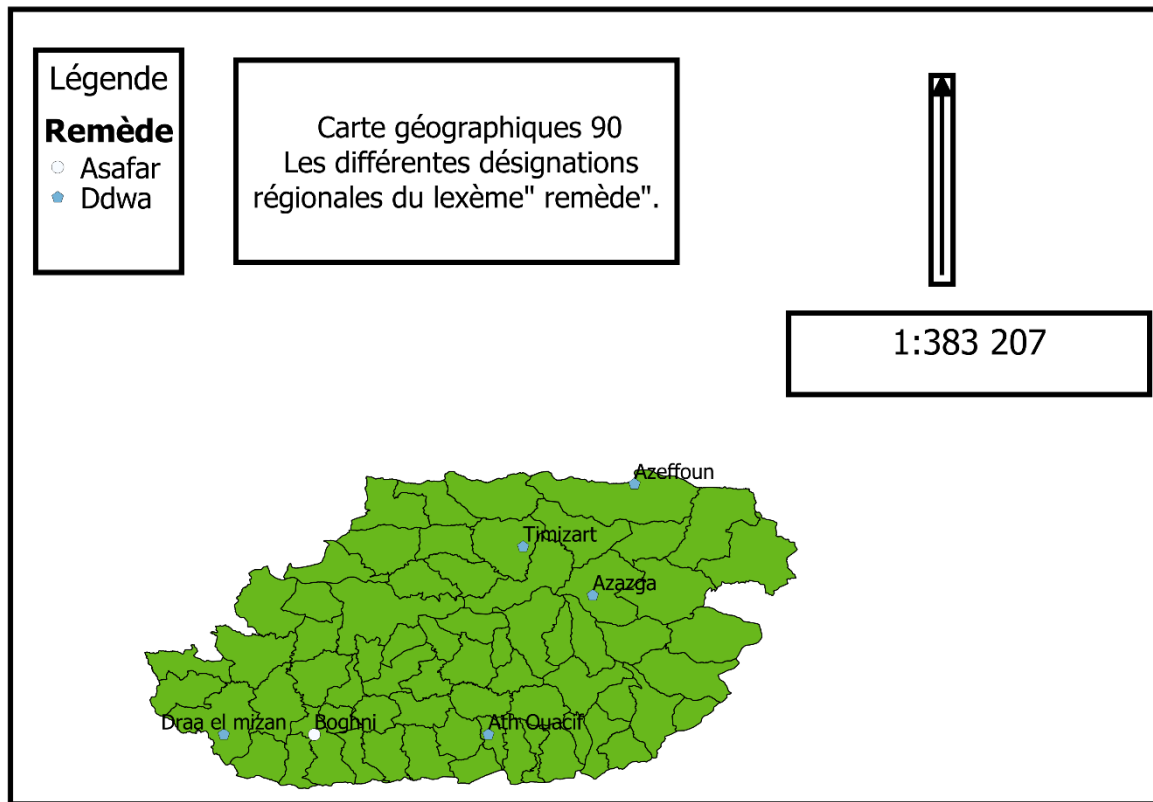 Légende
Remède
Asafar
Ddwa
Carte géographiques 90
Les différentes désignations
régionales du lexème" remède".
1:383 207
Azeffoun
Timizart
Azazga
Draa el mizan
Boghni
Ath Ouacif